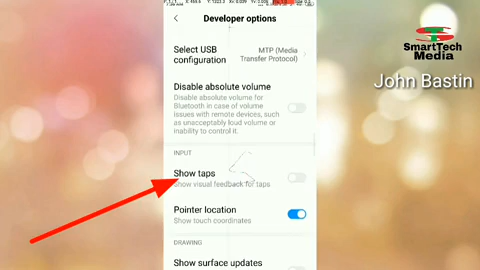 Developer options
Select USB
configuration
MTP (Media
Transfer Protocol)
Disable absolute volume
Disables absolute volume for
Bluetooth in case of volume
issues with remote devices, such
as unacceptably loud volume or
inability to control it.
INPUT
Show taps
Show visual feedback for taps
Pointer location
Show touch coordinates
DRAWING
Show surface updates
SmartTech
Media
John Bastin